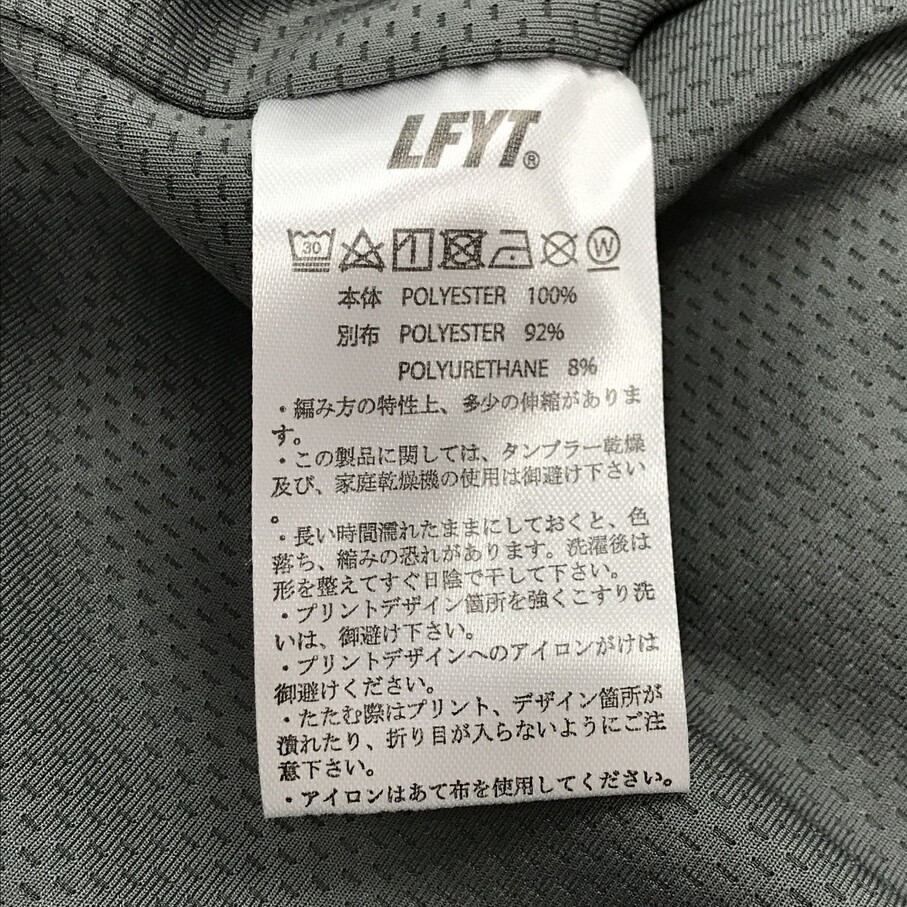 LFYT®
30 W
本体 POLYESTER 100%
別布 POLYESTER 92%
POLYURETHANE 8%
・編み方の特性上、多少の伸縮がありま
す。
・この製品に関しては、タンブラー乾燥
及び、家庭乾燥機の使用は御避け下さい
。
・長い時間濡れたままにしておくと、色
落ち、縮みの恐れがあります。洗濯後は
形を整えてすぐ日陰で干して下さい。
・プリントデザイン箇所を強くこすり洗
いは、御避け下さい。
・プリントデザインへのアイロンがけは
御避けください。
・たたむ際はプリント、デザイン箇所が
潰れたり、折り目が入らないようにご注
意下さい。
・アイロンはあて布を使用してください。